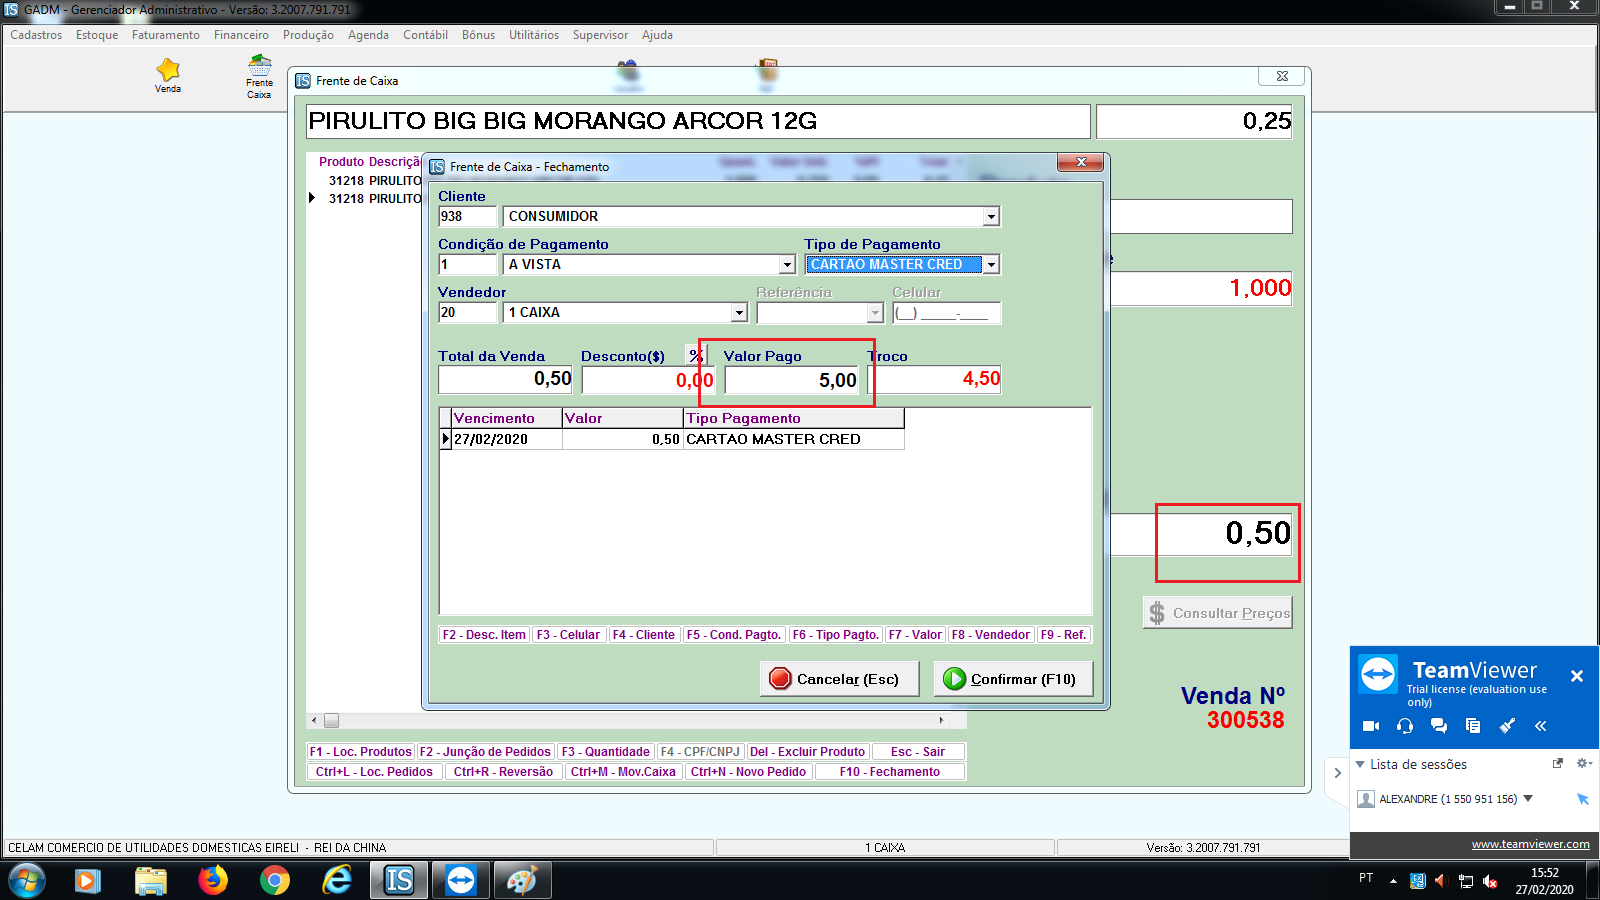 GADM - Gerenciador Administrativo - Versão: 3.2007.791.791
Cadastros Estoque Faturamento Financeiro Produção Agenda Contábil Bônus Utilitários Supervisor Ajuda
Venda
Frente
Caixa
Frente de Caixa
PIRULITO BIG BIG MORANGO ARCOR 12G 0,25
Produto Descriçã
31218 PIRULITO
31218 PIRULITO
1,000
0,50
$ Consultar Preços
Venda Nº
300538
Frente de Caixa - Fechamento
Cliente
938 CONSUMIDOR
Condição de Pagamento Tipo de Pagamento
1 A VISTA CARTAO MASTER CRED
Vendedor Referência Celular
20 1 CAIXA (__) _____-____
Total da Venda Desconto($) % Valor Pago Troco
0,50 0,00 5,00 4,50
Vencimento Valor Tipo Pagamento
27/02/2020 0,50 CARTAO MASTER CRED
F2 - Desc. Item F3 - Celular F4 - Cliente F5 - Cond. Pagto. F6 - Tipo Pagto. F7 - Valor F8 - Vendedor F9 - Ref.
Cancelar (Esc) Confirmar (F10)
F1 - Loc. Produtos F2 - Junção de Pedidos F3 - Quantidade F4 - CPF/CNPJ Del - Excluir Produto Esc - Sair
Ctrl+L - Loc. Pedidos Ctrl+R - Reversão Ctrl+M - Mov.Caixa Ctrl+N - Novo Pedido F10 - Fechamento
TeamViewer
Trial license (evaluation use
only)
Lista de sessões
ALEXANDRE (1 550 951 156)
www.teamviewer.com
CELAM COMERCIO DE UTILIDADES DOMESTICAS EIRELI - REI DA CHINA 1 CAIXA Versão: 3.2007.791.791
PT 15:52
27/02/2020